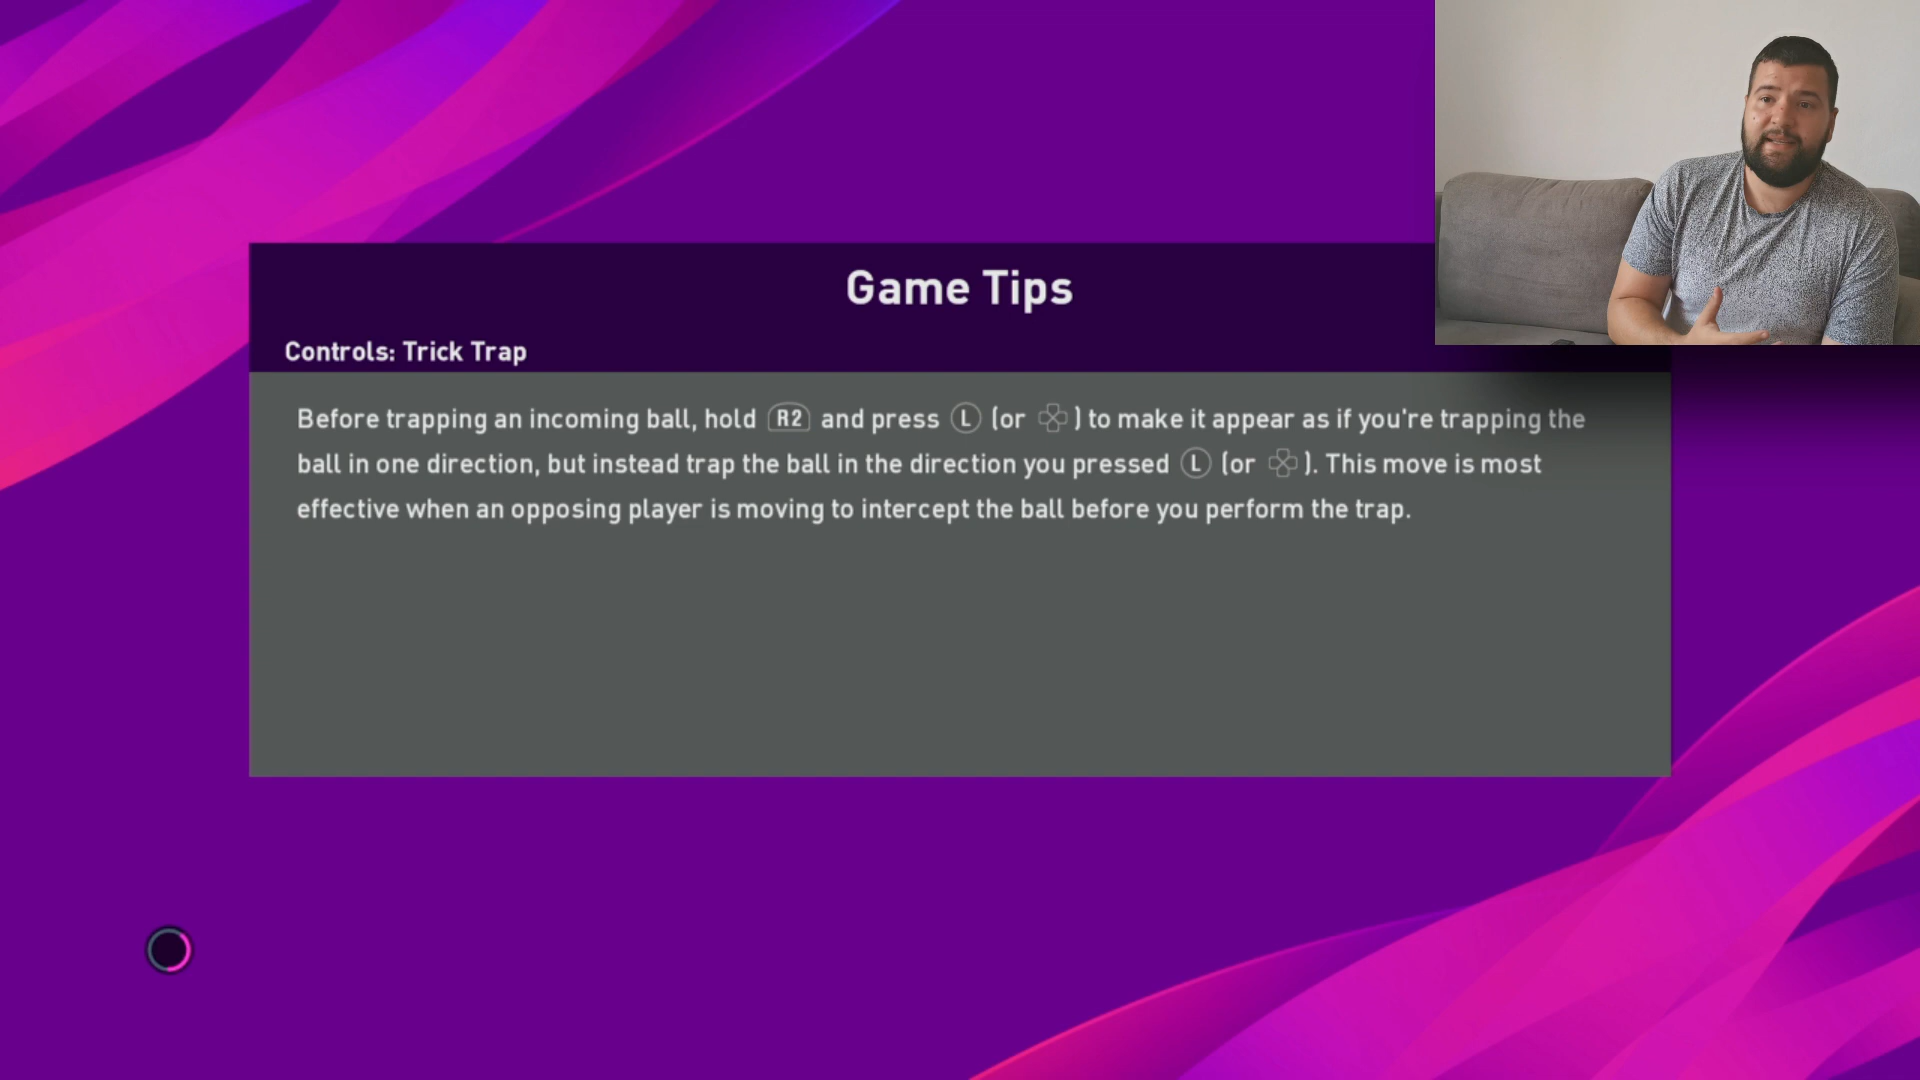 Game Tips
Controls: Trick Trap
Before trapping an incoming ball, hold R2 and press L (or ) to make it appear as if you're trapping the
ball in one direction, but instead trap the ball in the direction you pressed L (or ). This move is most
effective when an opposing player is moving to intercept the ball before you perform the trap.